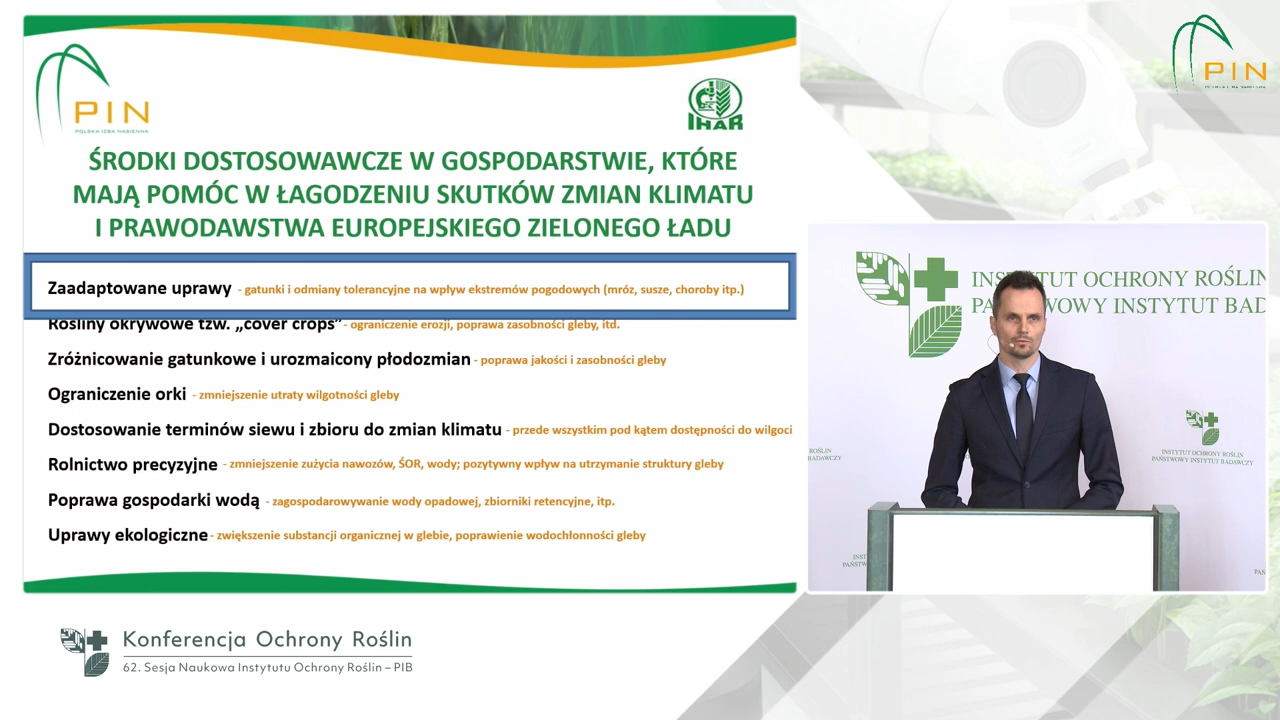 PIN
POLSKA IZBA NASIENNA
IHAR
ŚRODKI DOSTOSOWAWCZE W GOSPODARSTWIE, KTÓRE
MAJĄ POMÓC W ŁAGODZENIU SKUTKÓW ZMIAN KLIMATU
I PRAWODAWSTWA EUROPEJSKIEGO ZIELONEGO ŁADU
Zaadaptowane uprawy - gatunki i odmiany tolerancyjne na wpływ ekstremów pogodowych (mróz, susze, choroby itp.)
Rośliny okrywowe tzw. „cover crops” - ograniczenie erozji, poprawa zasobności gleby, itd.
Zróżnicowanie gatunkowe i urozmaicony płodozmian - poprawa jakości i zasobności gleby
Ograniczenie orki - zmniejszenie utraty wilgotności gleby
Dostosowanie terminów siewu i zbioru do zmian klimatu - przede wszystkim pod kątem dostępności do wilgoci
Rolnictwo precyzyjne - zmniejszenie zużycia nawozów, ŚOR, wody; pozytywny wpływ na utrzymanie struktury gleby
Poprawa gospodarki wodą - zagospodarowywanie wody opadowej, zbiorniki retencyjne, itp.
Uprawy ekologiczne - zwiększenie substancji organicznej w glebie, poprawienie wodochłonności gleby
Konferencja Ochrony Roślin
62. Sesja Naukowa Instytutu Ochrony Roślin – PIB
PIN
INSTYTUT OCHRONY ROŚLIN
PAŃSTWOWY INSTYTUT BAD
ROŚLIN
BADAWCZY
INSTYTUT OCHRONY ROŚLIN
PAŃSTWOWY INSTYTUT BADAWCZY
INST
PAŃSTW
PAŃ